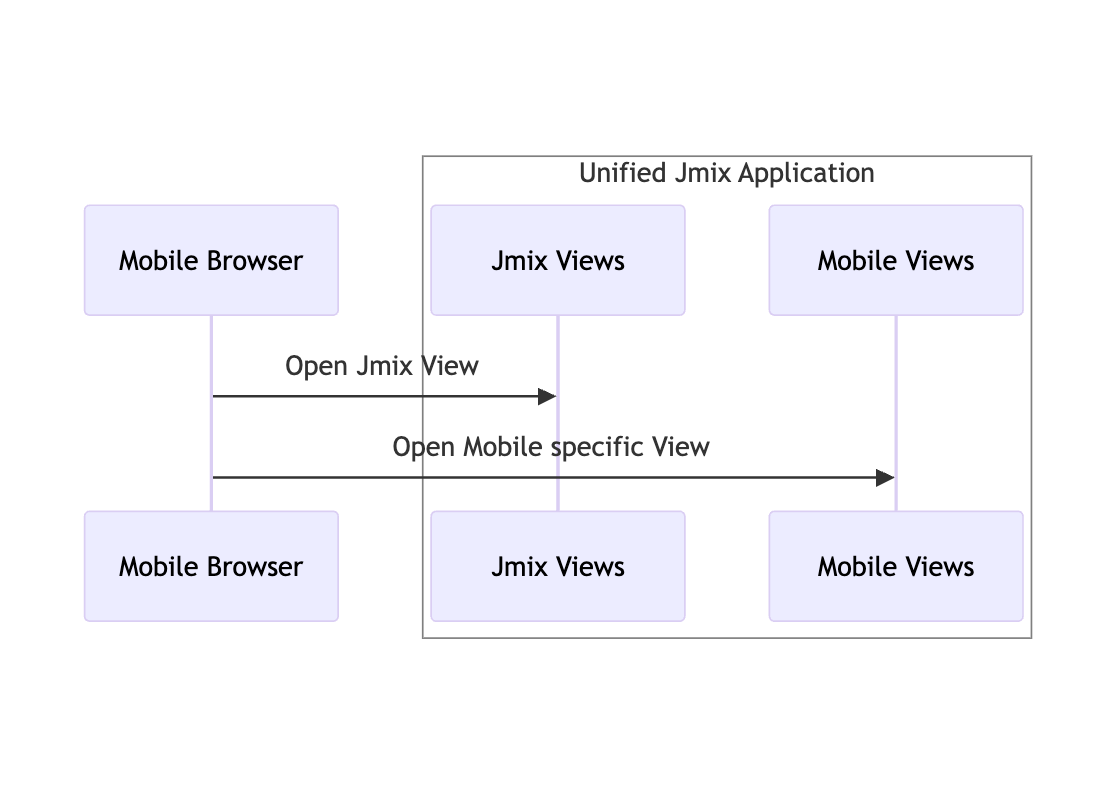 Unified Jmix Application
Mobile Browser
Jmix Views
Mobile Views
Open Jmix View
Open Mobile specific View
Mobile Browser
Jmix Views
Mobile Views